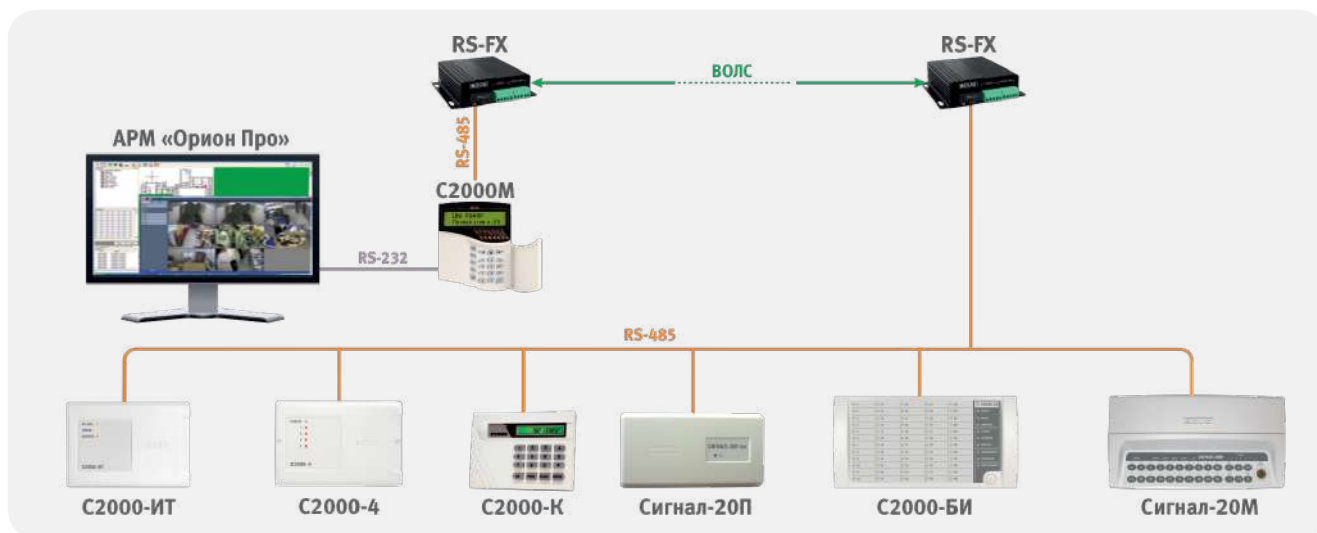 RS-FX
RS-FX
ВОЛС
АРМ «Орион Про»
RS-485
С2000М
RS-232
RS-485
С2000-ИТ
С2000-4
С2000-К
Сигнал-20П
С2000-БИ
Сигнал-20М